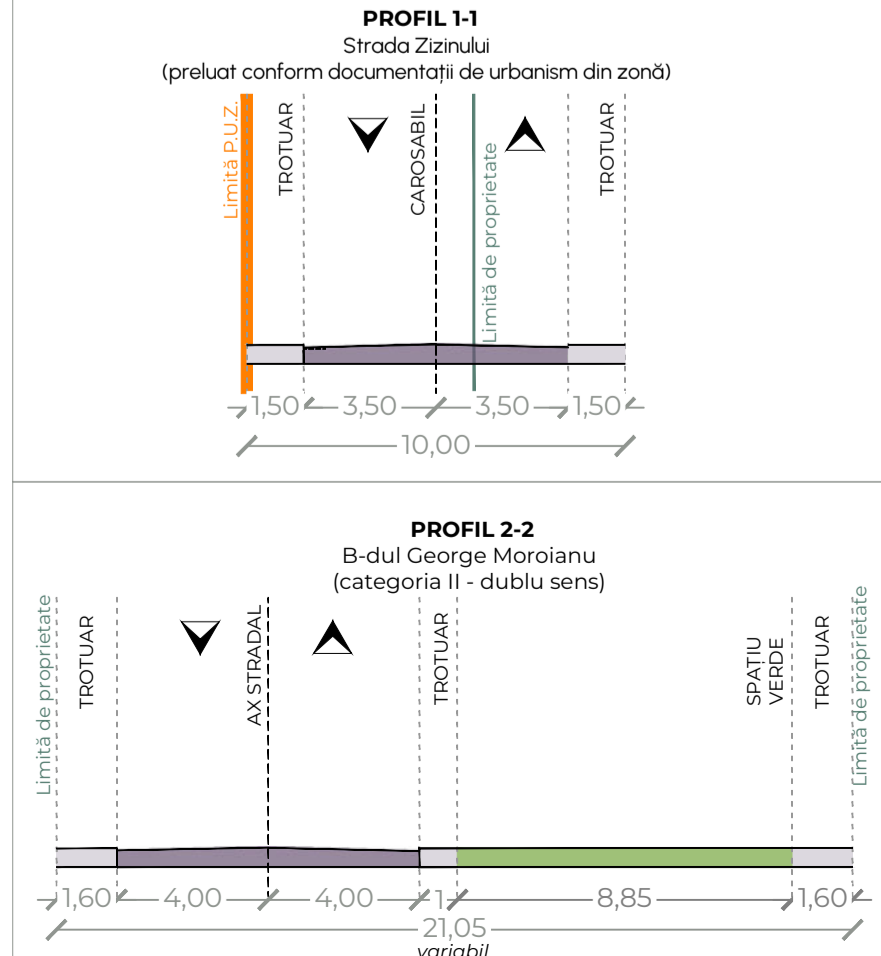 PROFIL 1-1
Strada Zizinului
(preluat conform documentații de urbanism din zonă)
Limită P.U.Z.
TROTUAR
CAROSABIL
Limită de proprietate
TROTUAR
1,50
3,50
3,50
1,50
10,00
PROFIL 2-2
B-dul George Moroianu
(categoria II - dublu sens)
Limită de proprietate
TROTUAR
AX STRADAL
TROTUAR
SPAȚIU
VERDE
TROTUAR
Limită de proprietate
1,60
4,00
4,00
1
8,85
1,60
21,05
variabil